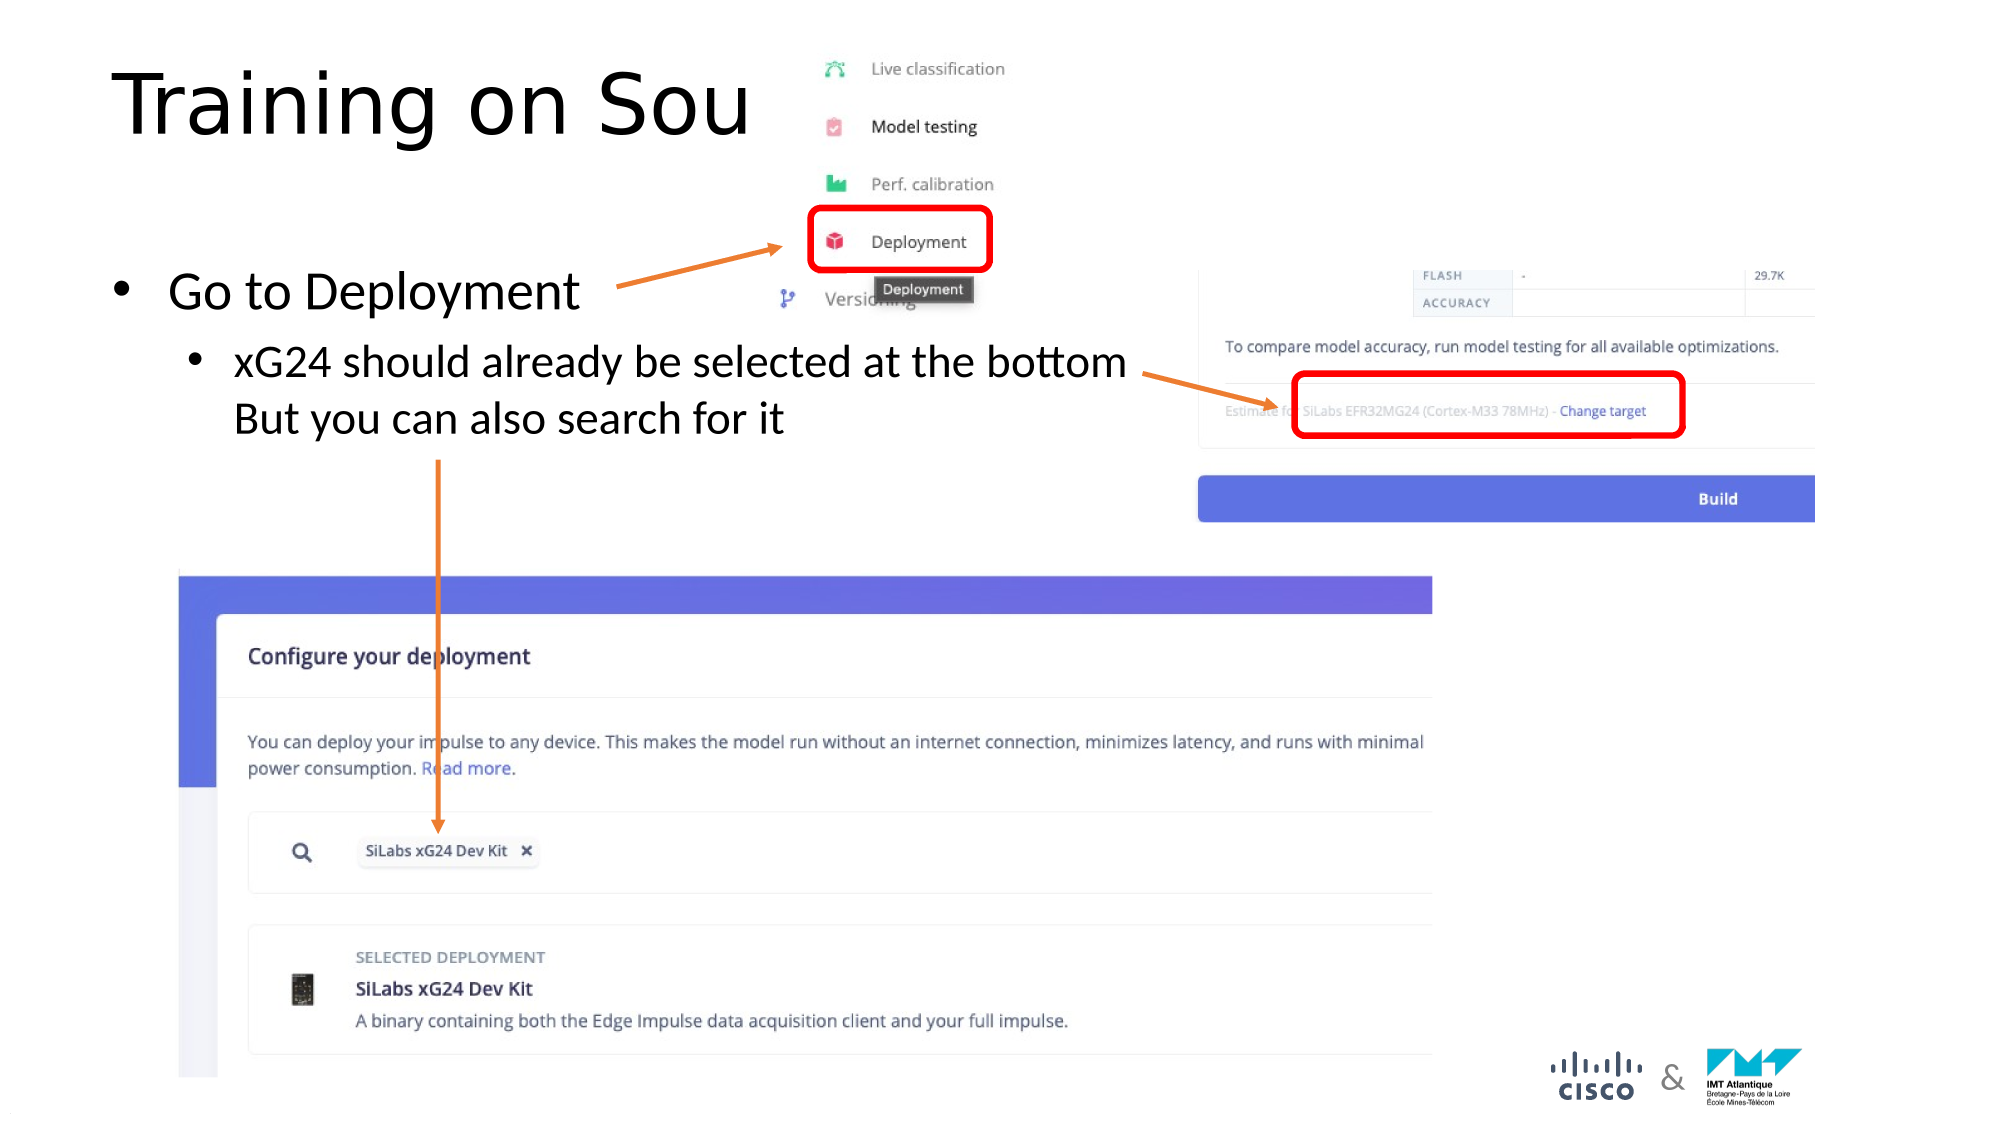 Training on Sou
Live classification
Model testing
Perf. calibration
Deployment
Deployment
Versioning
• Go to Deployment
• xG24 should already be selected at the bottom
But you can also search for it
FLASH - 29.7K
ACCURACY
To compare model accuracy, run model testing for all available optimizations.
Estimate for SiLabs EFR32MG24 (Cortex-M33 78MHz) - Change target
Build
Configure your deployment
You can deploy your impulse to any device. This makes the model run without an internet connection, minimizes latency, and runs with minimal
power consumption. Read more.
SiLabs xG24 Dev Kit ×
SELECTED DEPLOYMENT
SiLabs xG24 Dev Kit
A binary containing both the Edge Impulse data acquisition client and your full impulse.
CISCO
&
IMT Atlantique
Bretagne-Pays de la Loire
École Mines-Télécom